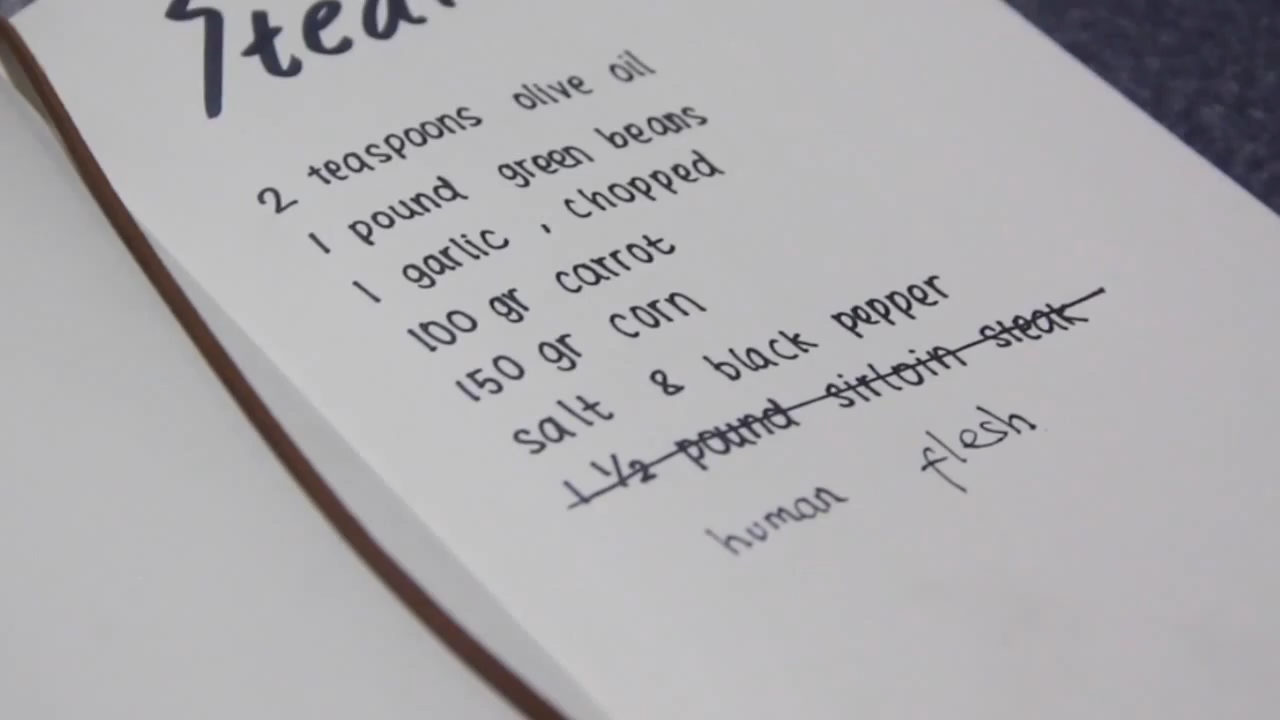 Steak
2 teaspoons olive oil
1 pound green beans
1 garlic, chopped
100 gr carrot
150 gr corn
salt & black pepper
1 1/2 pound sirloin steak
human flesh